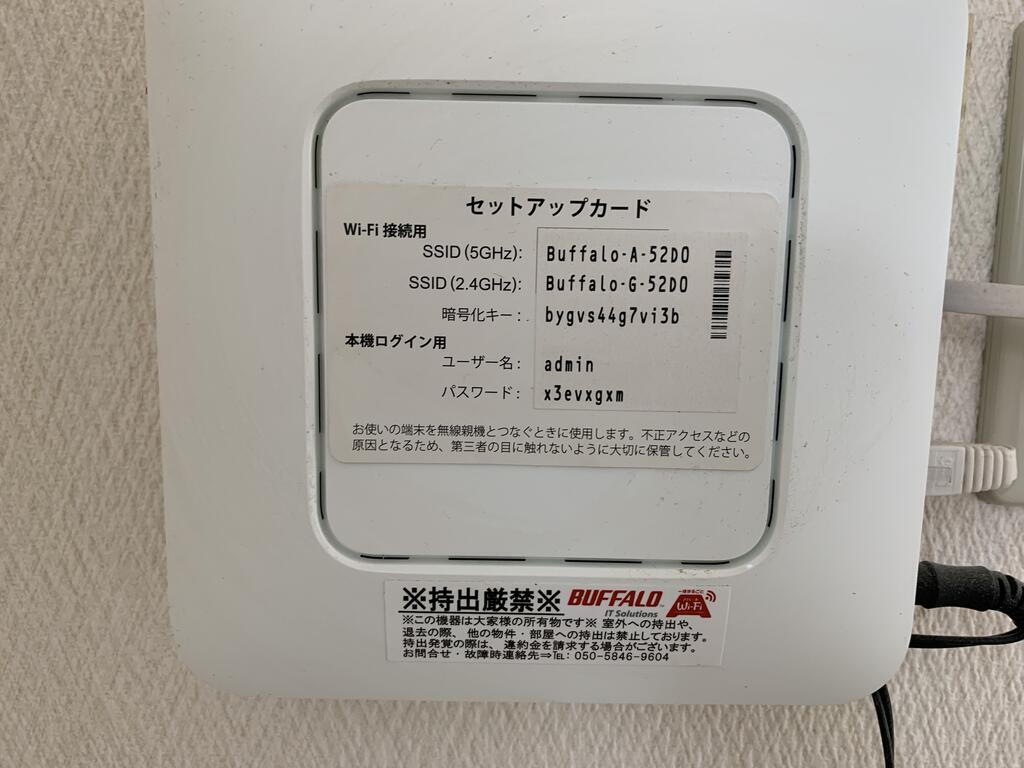 セットアップカード
Wi-Fi 接続用
SSID (5GHz): Buffalo-A-52D0
SSID (2.4GHz): Buffalo-G-52D0
暗号化キー: bygvs44g7vi3b
本機ログイン用
ユーザー名: admin
パスワード: x3evxgxm
お使いの端末を無線親機とつなぐときに使用します。不正アクセスなどの
原因となるため、第三者の目に触れないように大切に保管してください。
※持出厳禁※ BUFFALO
IT Solutions
Wi-Fi
※この機器は大家様の所有物です※ 室外への持出や、
退去の際、他の物件・部屋への持出は禁止しております。
持出発覚の際は、違約金を請求する場合がございます。
お問合せ・故障時連絡先⇒TEL: 050-5846-9604